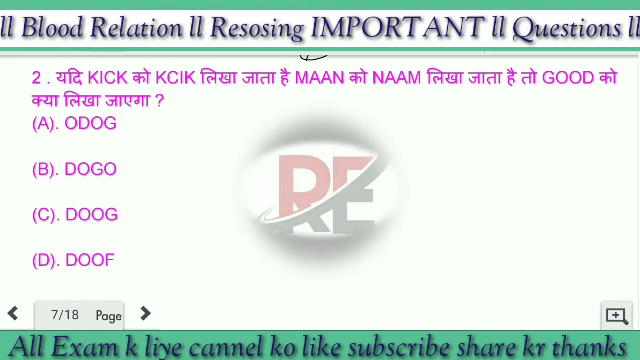 ll Blood Relation ll Resosing IMPORTANT ll Questions ll
2 . यदि KICK को KCIK लिखा जाता है MAAN को NAAM लिखा जाता है तो GOOD को
क्या लिखा जाएगा ?
(A). ODOG
(B). DOGO
(C). DOOG
(D). DOOF
RE
7/18 Page
All Exam k liye cannel ko like subscribe share kr thanks